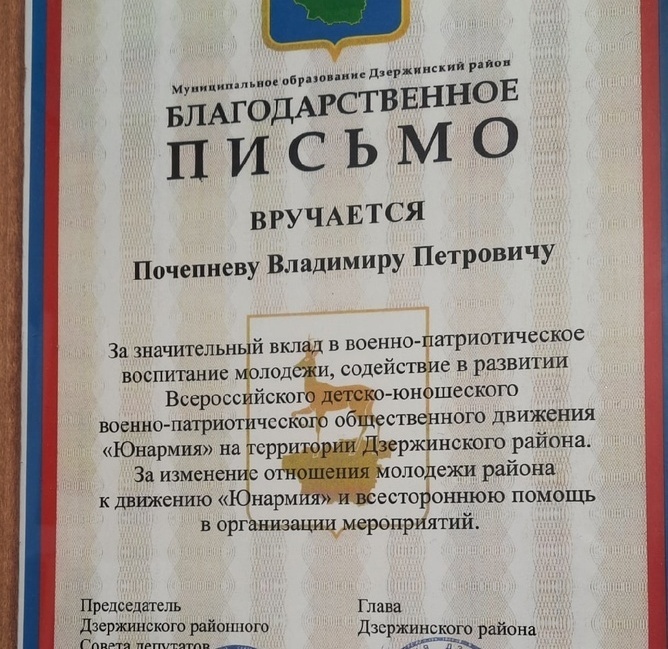 Муниципальное образование Дзержинский район
БЛАГОДАРСТВЕННОЕ
ПИСЬМО
ВРУЧАЕТСЯ
Почепневу Владимиру Петровичу
За значительный вклад в военно-патриотическое
воспитание молодежи, содействие в развитии
Всероссийского детско-юношеского
военно-патриотического общественного движения
«Юнармия» на территории Дзержинского района.
За изменение отношения молодежи района
к движению «Юнармия» и всестороннюю помощь
в организации мероприятий.
Председатель
Дзержинского районного
Совета депутатов
Глава
Дзержинского района